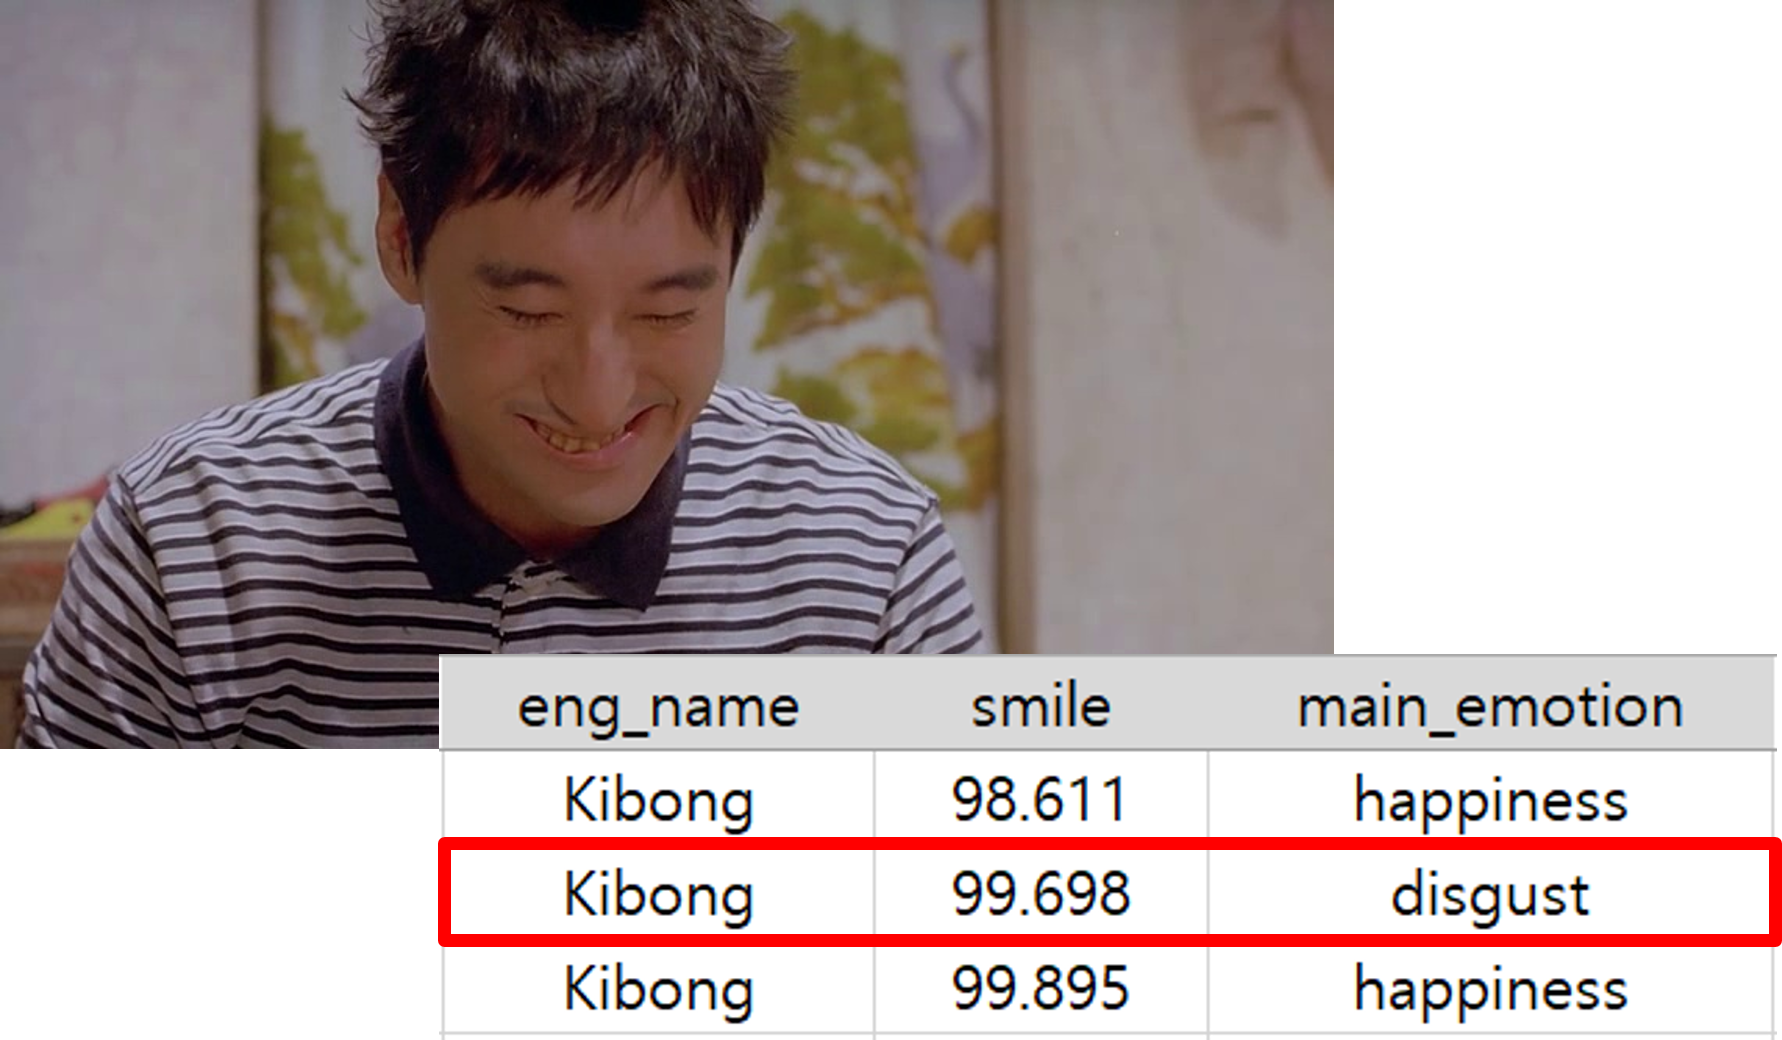 eng_name smile main_emotion
Kibong 98.611 happiness
Kibong 99.698 disgust
Kibong 99.895 happiness